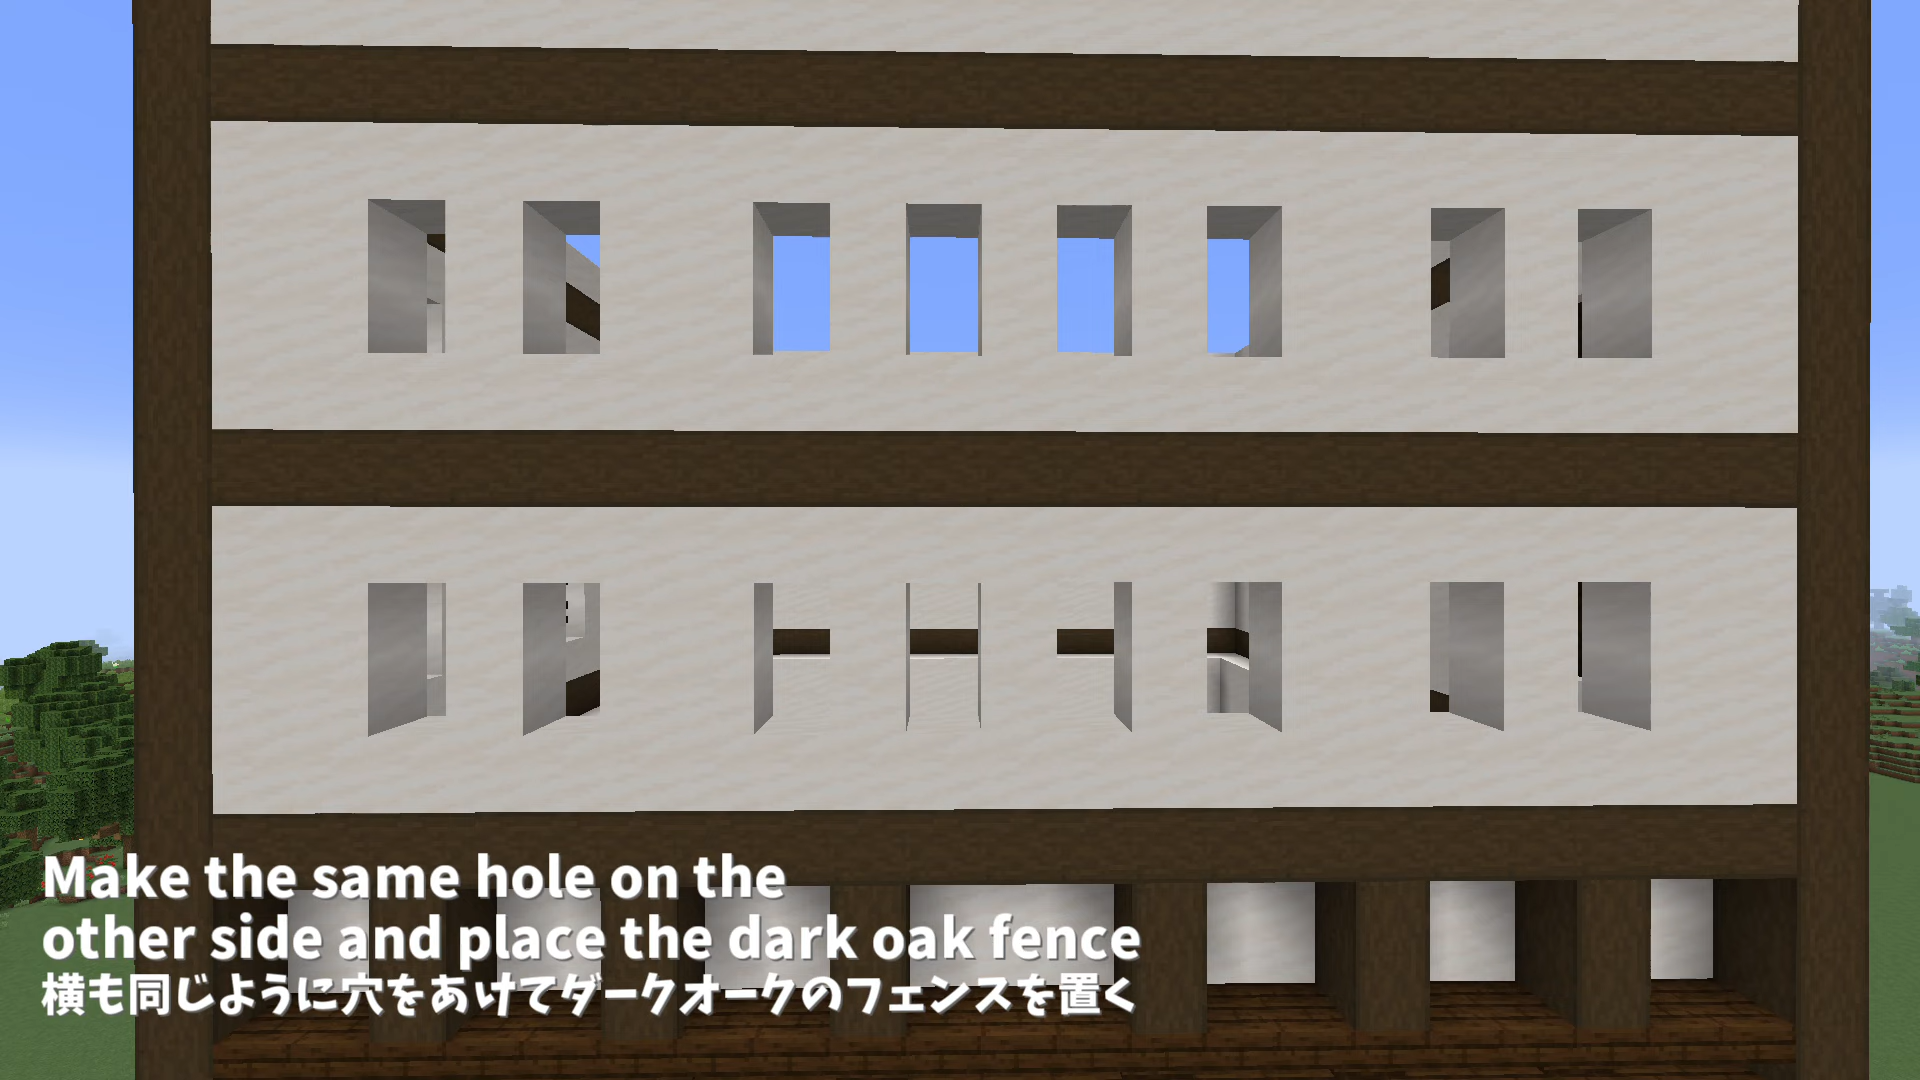 Make the same hole on the
other side and place the dark oak fence
横も同じように穴をあけてダークオークのフェンスを置く